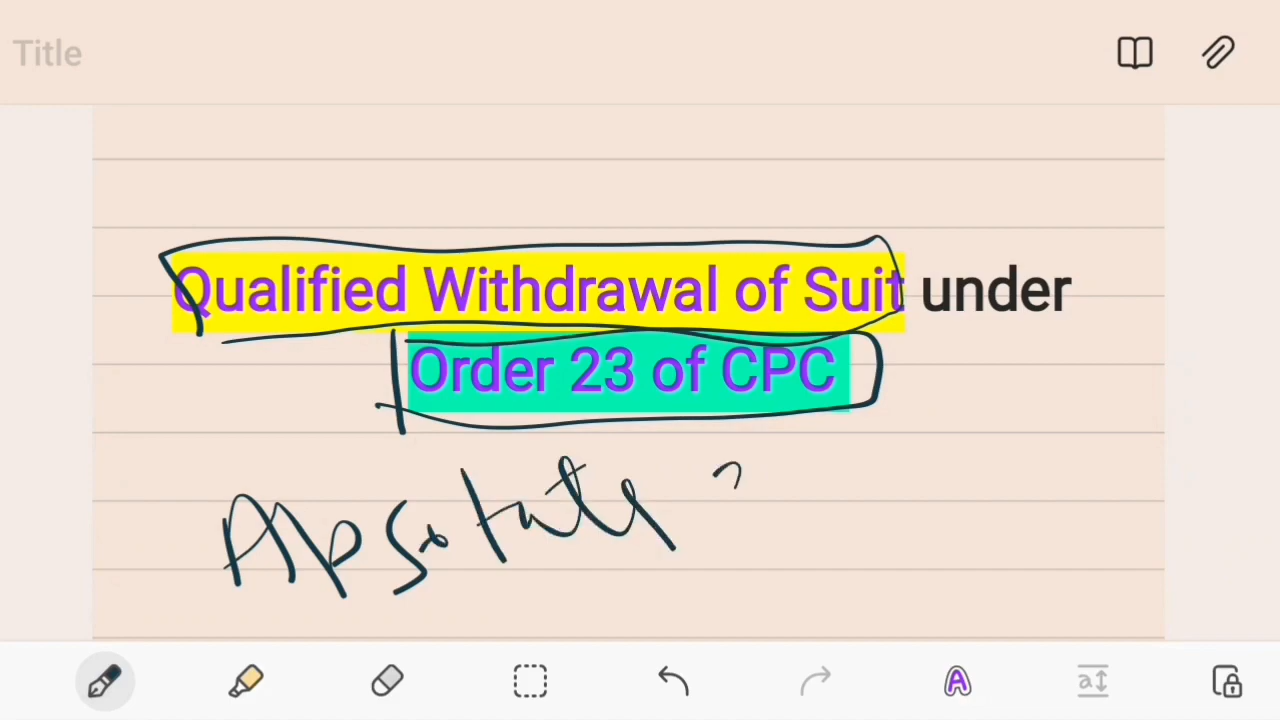 Title
Qualified Withdrawal of Suit under
Order 23 of CPC
Absolute